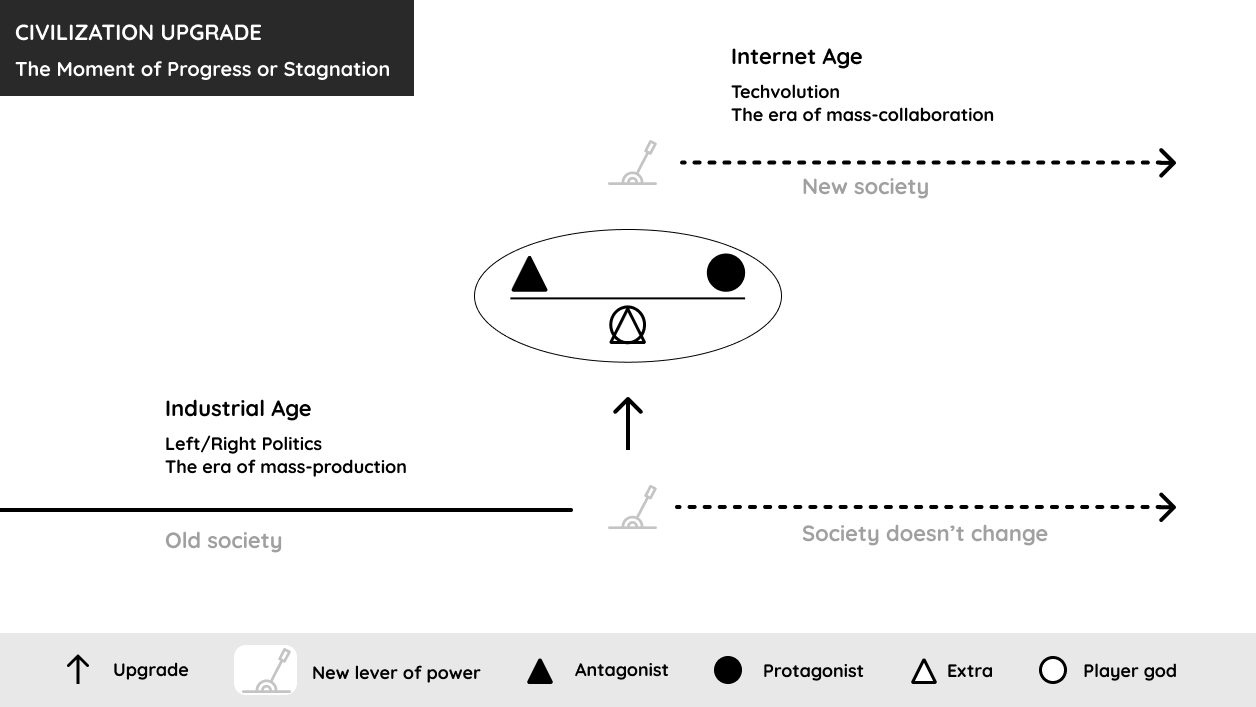 CIVILIZATION UPGRADE
The Moment of Progress or Stagnation
Internet Age
Techvolution
The era of mass-collaboration
New society
Industrial Age
Left/Right Politics
The era of mass-production
Old society
Society doesn’t change
Upgrade
New lever of power
Antagonist
Protagonist
Extra
Player god